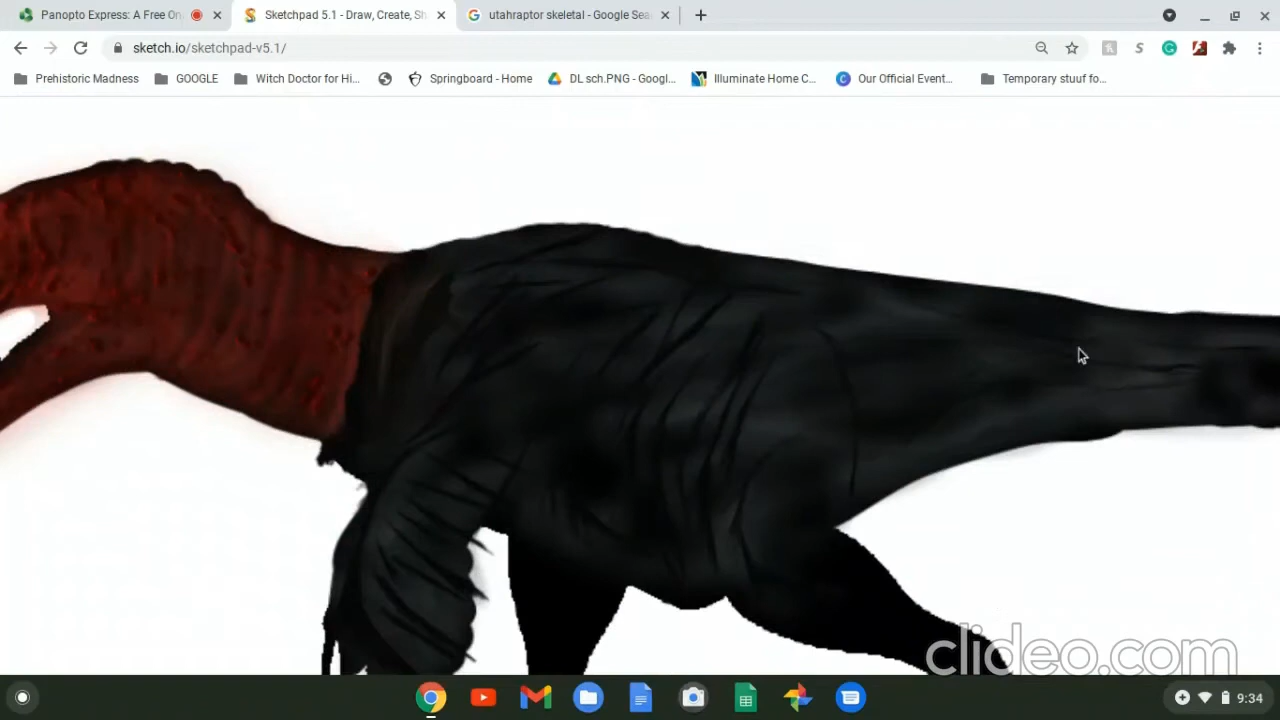 Panopto Express: A Free On
Sketchpad 5.1 - Draw, Create, Sh
utahraptor skeletal - Google Sea
sketch.io/sketchpad-v5.1/
Prehistoric Madness
GOOGLE
Witch Doctor for Hi...
Springboard - Home
DL sch.PNG - Googl...
Illuminate Home C...
Our Official Event...
Temporary stuuf fo...
clideo.com
9:34